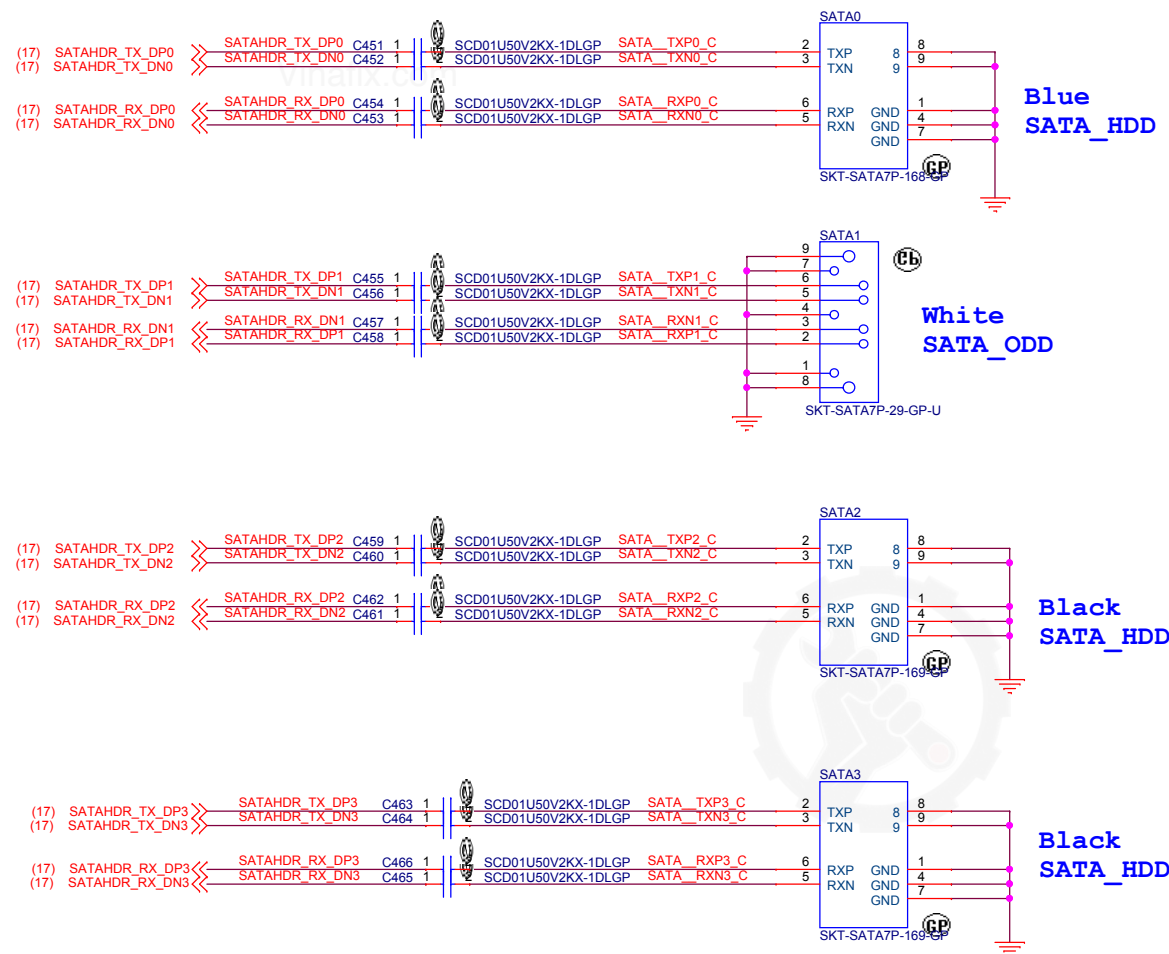 SATA0
(17) SATAHDR_TX_DP0 SATAHDR_TX_DP0 C451 1 2 SCD01U50V2KX-1DLGP SATA__TXP0_C 2 TXP 8 8
(17) SATAHDR_TX_DN0 SATAHDR_TX_DN0 C452 1 2 SCD01U50V2KX-1DLGP SATA__TXN0_C 3 TXN 9 9
Vinafix.com
(17) SATAHDR_RX_DP0 SATAHDR_RX_DP0 C454 1 SCD01U50V2KX-1DLGP SATA__RXP0_C 6 RXP GND 1
(17) SATAHDR_RX_DN0 SATAHDR_RX_DN0 C453 1 2 SCD01U50V2KX-1DLGP SATA__RXN0_C 5 RXN GND 4
GND 7
Blue
SATA_HDD
GP
SKT-SATA7P-168-GP
SATA1
9
7
(17) SATAHDR_TX_DP1 SATAHDR_TX_DP1 C455 1 SCD01U50V2KX-1DLGP SATA__TXP1_C 6
(17) SATAHDR_TX_DN1 SATAHDR_TX_DN1 C456 1 2 SCD01U50V2KX-1DLGP SATA__TXN1_C 5
4
(17) SATAHDR_RX_DN1 SATAHDR_RX_DN1 C457 1 SCD01U50V2KX-1DLGP SATA__RXN1_C 3
(17) SATAHDR_RX_DP1 SATAHDR_RX_DP1 C458 1 2 SCD01U50V2KX-1DLGP SATA__RXP1_C 2
1
8
White
SATA_ODD
SKT-SATA7P-29-GP-U
SATA2
(17) SATAHDR_TX_DP2 SATAHDR_TX_DP2 C459 1 SCD01U50V2KX-1DLGP SATA__TXP2_C 2 TXP 8 8
(17) SATAHDR_TX_DN2 SATAHDR_TX_DN2 C460 1 2 SCD01U50V2KX-1DLGP SATA__TXN2_C 3 TXN 9 9
(17) SATAHDR_RX_DP2 SATAHDR_RX_DP2 C462 1 SCD01U50V2KX-1DLGP SATA__RXP2_C 6 RXP GND 1
(17) SATAHDR_RX_DN2 SATAHDR_RX_DN2 C461 1 2 SCD01U50V2KX-1DLGP SATA__RXN2_C 5 RXN GND 4
GND 7
Black
SATA_HDD
GP
SKT-SATA7P-169-GP
SATA3
(17) SATAHDR_TX_DP3 SATAHDR_TX_DP3 C463 1 SCD01U50V2KX-1DLGP SATA__TXP3_C 2 TXP 8 8
(17) SATAHDR_TX_DN3 SATAHDR_TX_DN3 C464 1 2 SCD01U50V2KX-1DLGP SATA__TXN3_C 3 TXN 9 9
(17) SATAHDR_RX_DP3 SATAHDR_RX_DP3 C466 1 SCD01U50V2KX-1DLGP SATA__RXP3_C 6 RXP GND 1
(17) SATAHDR_RX_DN3 SATAHDR_RX_DN3 C465 1 2 SCD01U50V2KX-1DLGP SATA__RXN3_C 5 RXN GND 4
GND 7
Black
SATA_HDD
GP
SKT-SATA7P-169-GP